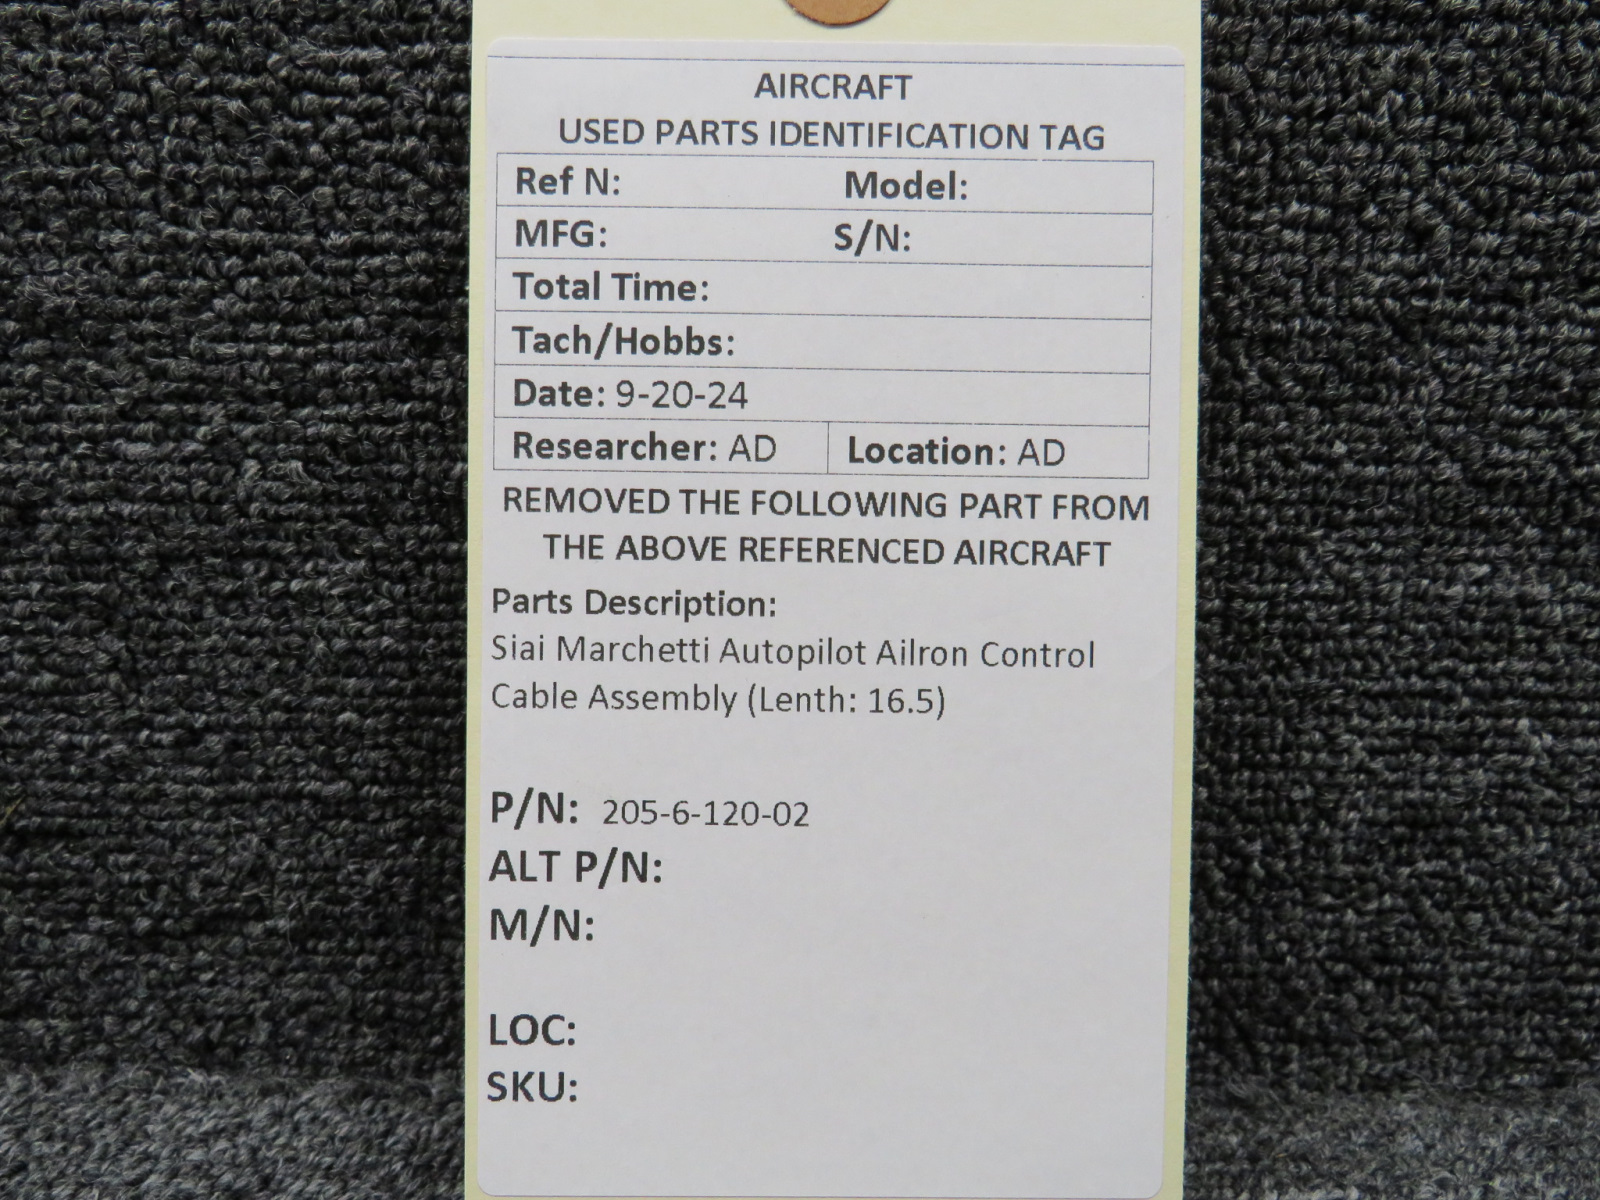 AIRCRAFT
USED PARTS IDENTIFICATION TAG
Ref N: Model:
MFG: S/N:
Total Time:
Tach/Hobbs:
Date: 9-20-24
Researcher: AD Location: AD
REMOVED THE FOLLOWING PART FROM
THE ABOVE REFERENCED AIRCRAFT
Parts Description:
Siai Marchetti Autopilot Ailron Control
Cable Assembly (Lenth: 16.5)
P/N: 205-6-120-02
ALT P/N:
M/N:
LOC:
SKU: